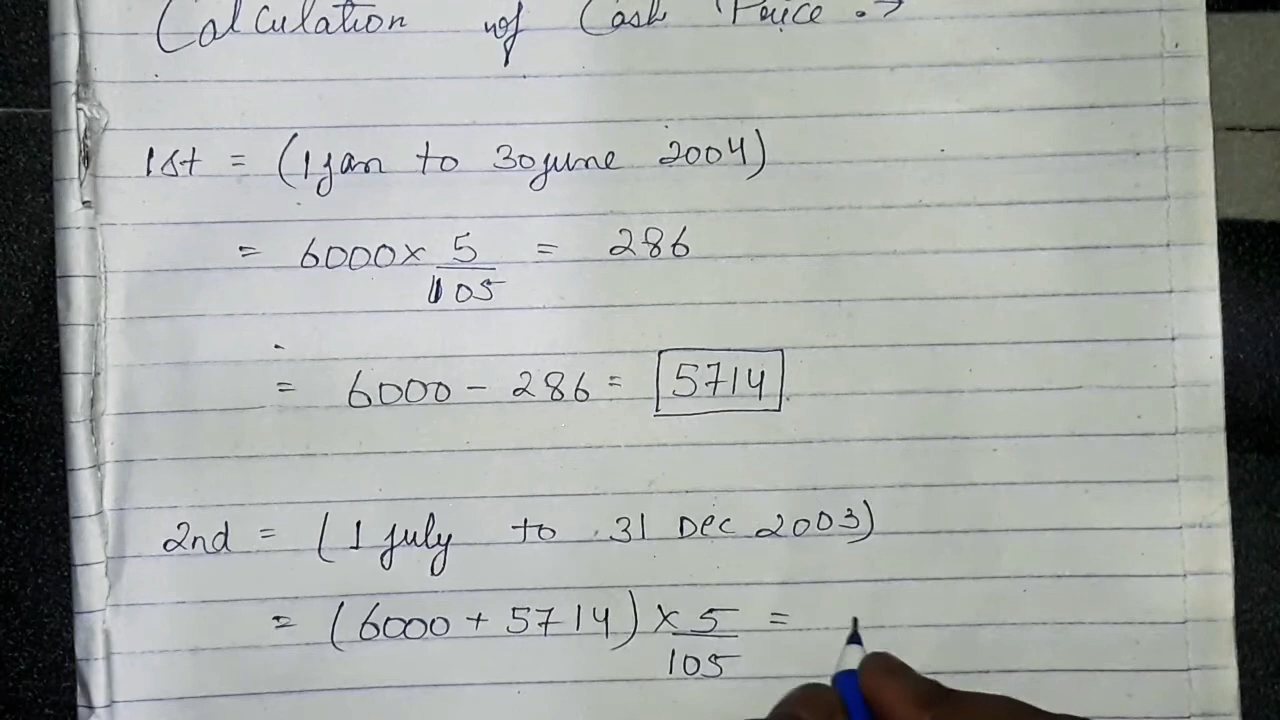 Calculation of Cash Price :→
1st = (1 jan to 30 june 2004)
= 6000 × 5/105 = 286
= 6000 - 286 = 5714
2nd = (1 july to 31 Dec 2003)
= (6000 + 5714) × 5/105 =